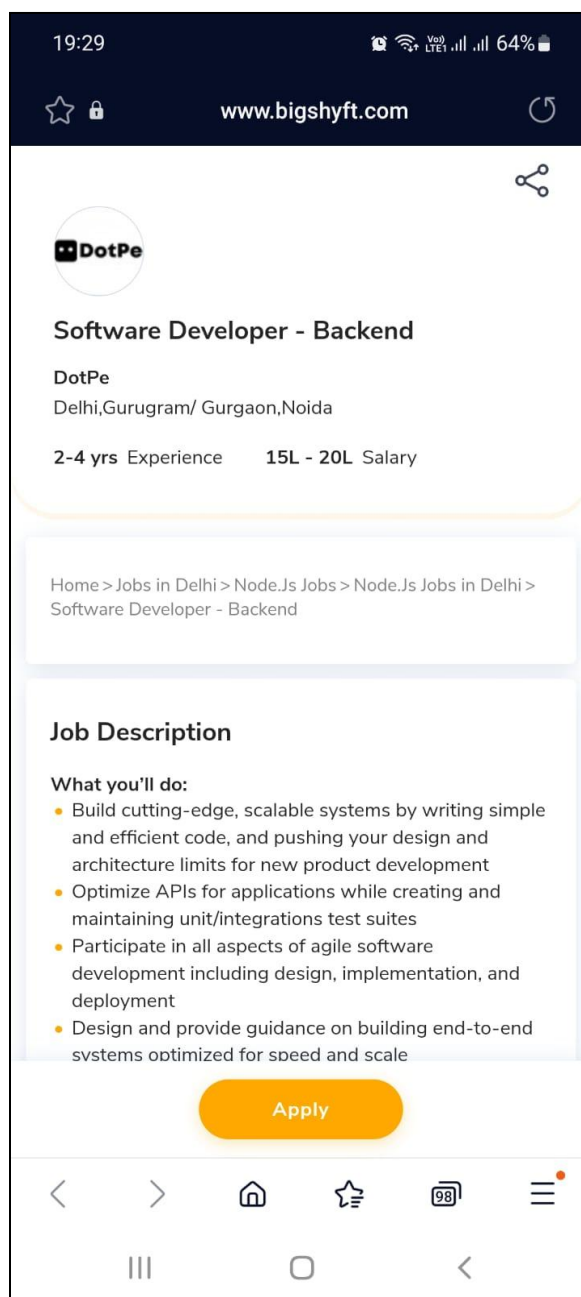 19:29
Vo)) LTE1 64%
www.bigshyft.com
DotPe
Software Developer - Backend
DotPe
Delhi,Gurugram/ Gurgaon,Noida
2-4 yrs Experience 15L - 20L Salary
Home > Jobs in Delhi > Node.Js Jobs > Node.Js Jobs in Delhi >
Software Developer - Backend
Job Description
What you'll do:
• Build cutting-edge, scalable systems by writing simple
and efficient code, and pushing your design and
architecture limits for new product development
• Optimize APIs for applications while creating and
maintaining unit/integrations test suites
• Participate in all aspects of agile software
development including design, implementation, and
deployment
• Design and provide guidance on building end-to-end
systems optimized for speed and scale
Apply
98